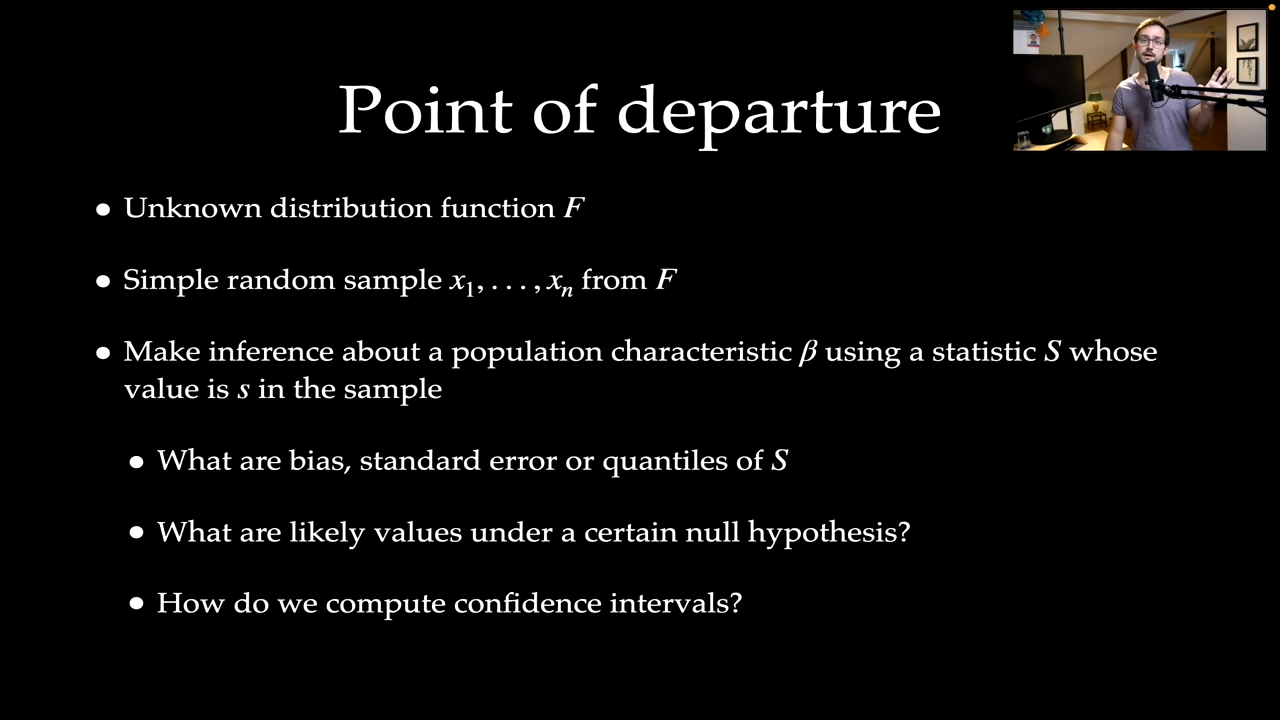 Point of departure
• Unknown distribution function F
• Simple random sample x₁, . . . , xₙ from F
• Make inference about a population characteristic β using a statistic S whose
value is s in the sample
• What are bias, standard error or quantiles of S
• What are likely values under a certain null hypothesis?
• How do we compute confidence intervals?